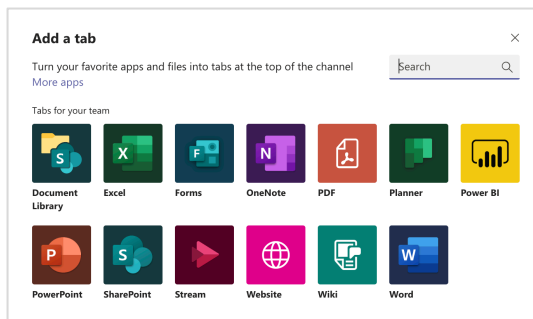 Add a tab
Turn your favorite apps and files into tabs at the top of the channel
More apps
Search
Tabs for your team
S X F N
Document Library Excel Forms OneNote PDF Planner Power BI
P S W
PowerPoint SharePoint Stream Website Wiki Word